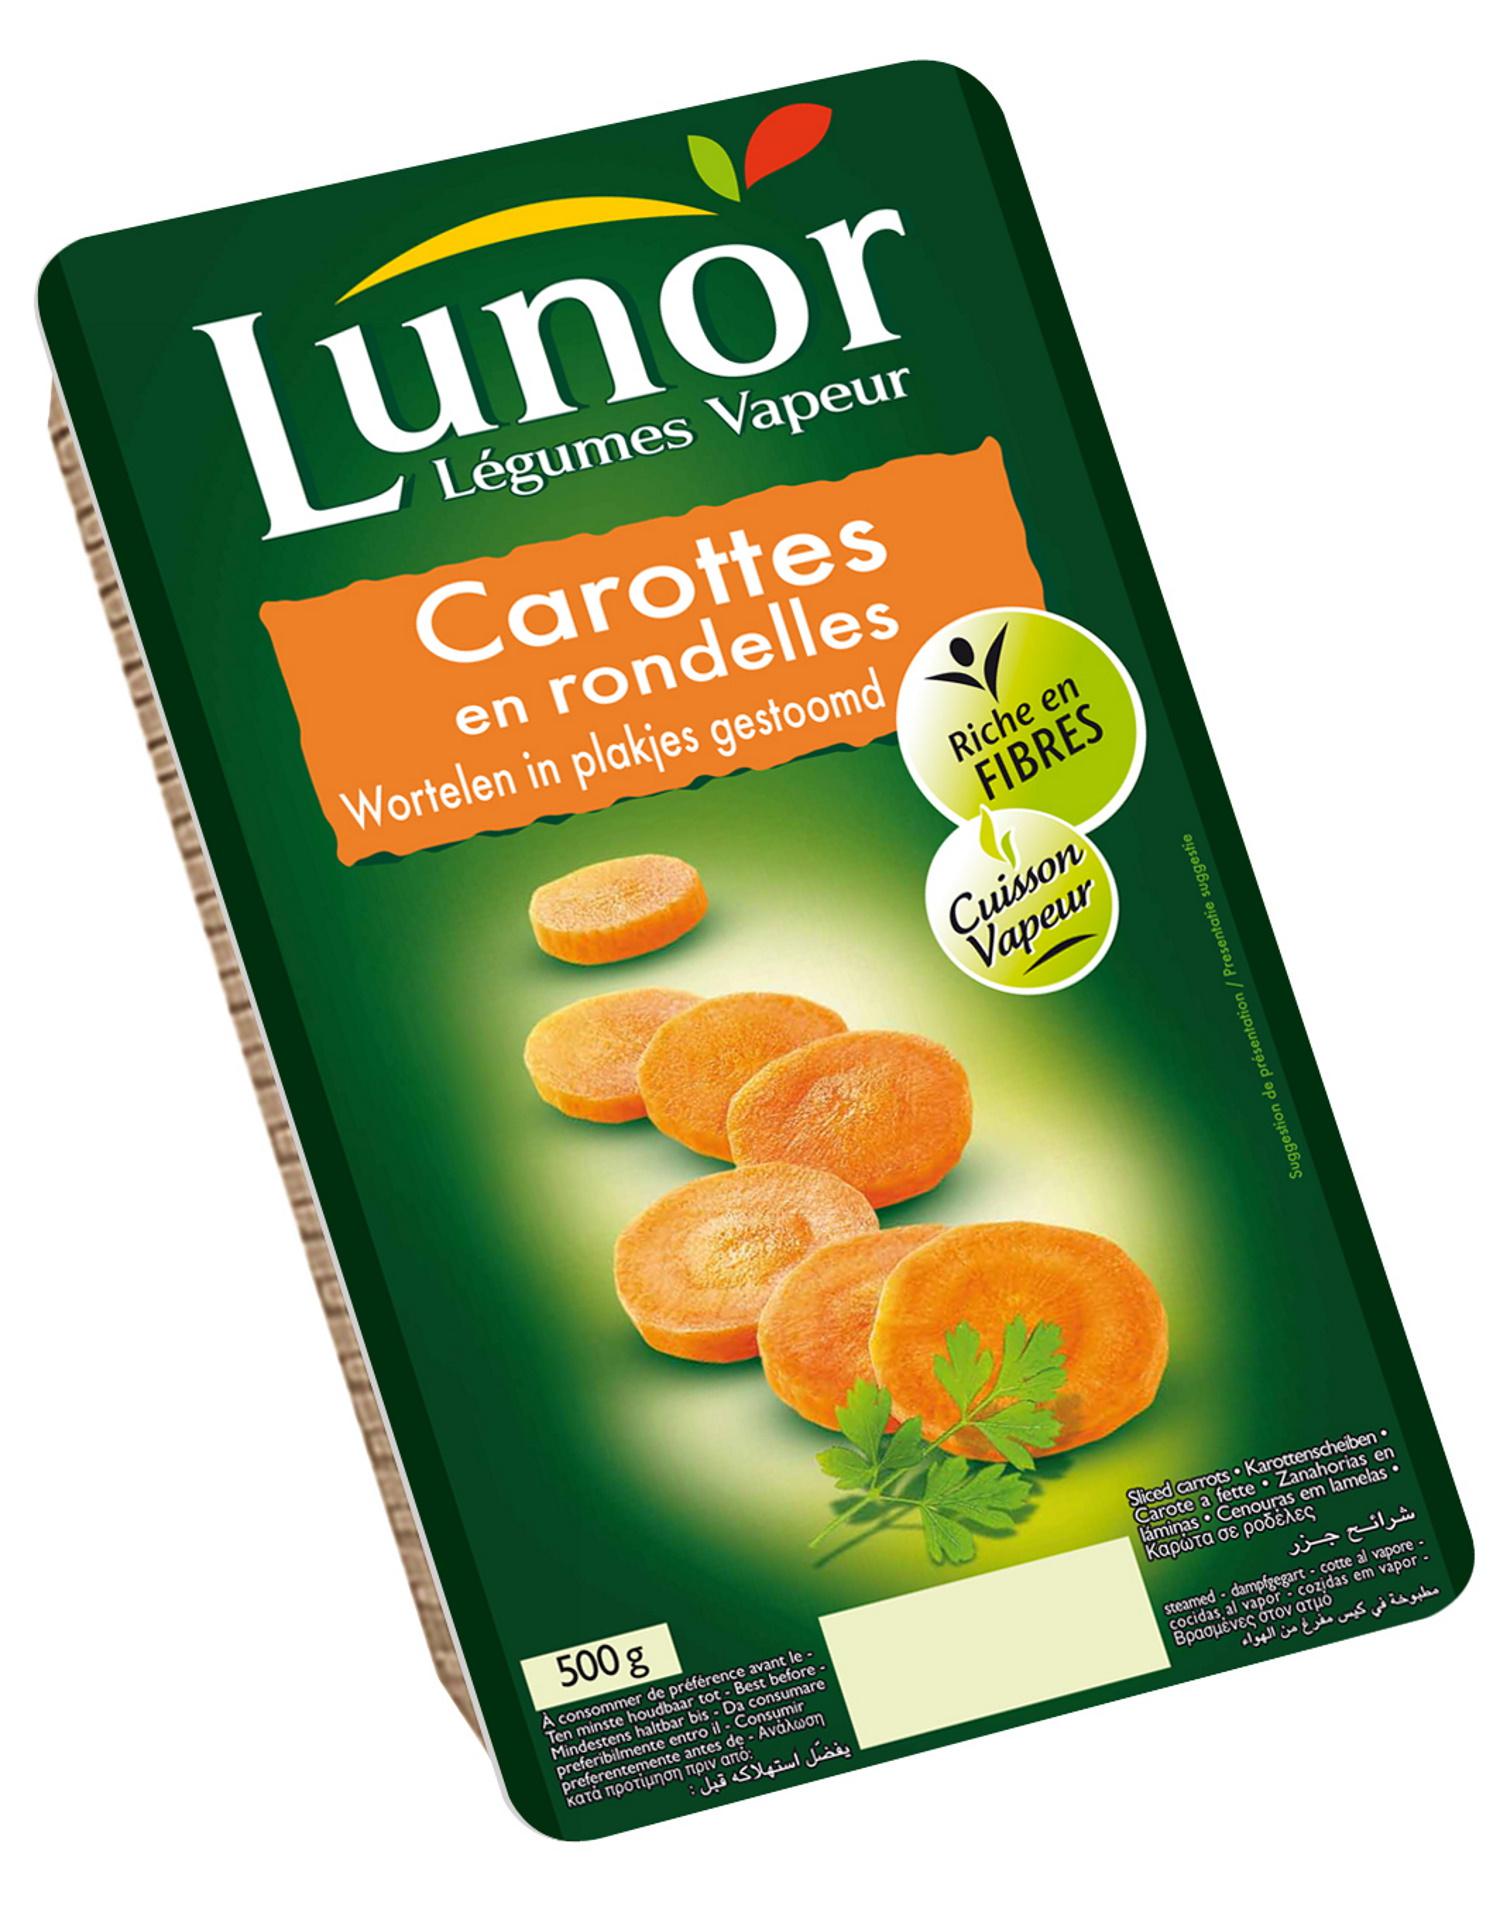 Lunor
Légumes Vapeur
Carottes
en rondelles
Wortelen in plakjes gestoomd
Riche en
FIBRES
Cuisson
Vapeur
Suggestion de présentation / Presentatie suggestie
Sliced carrots • Karottenscheiben •
Carote a fette • Zanahorias en
láminas • Cenouras em lamelas •
Καρώτα σε ροδέλες
شرائح جزر
steamed - dampfgegart - cotte al vapore -
cocidas al vapor - cozidas em vapor -
Βρασμένες στον ατμό
مطبوخة في كيس مفرغ من الهواء
500 g
À consommer de préférence avant le -
Ten minste houdbaar tot - Best before -
Mindestens haltbar bis - Da consumare
preferibilmente entro il - Consumir
preferentemente antes de - Ανάλωση
κατά προτίμηση πριν από:
يفضّل استهلاكه قبل :